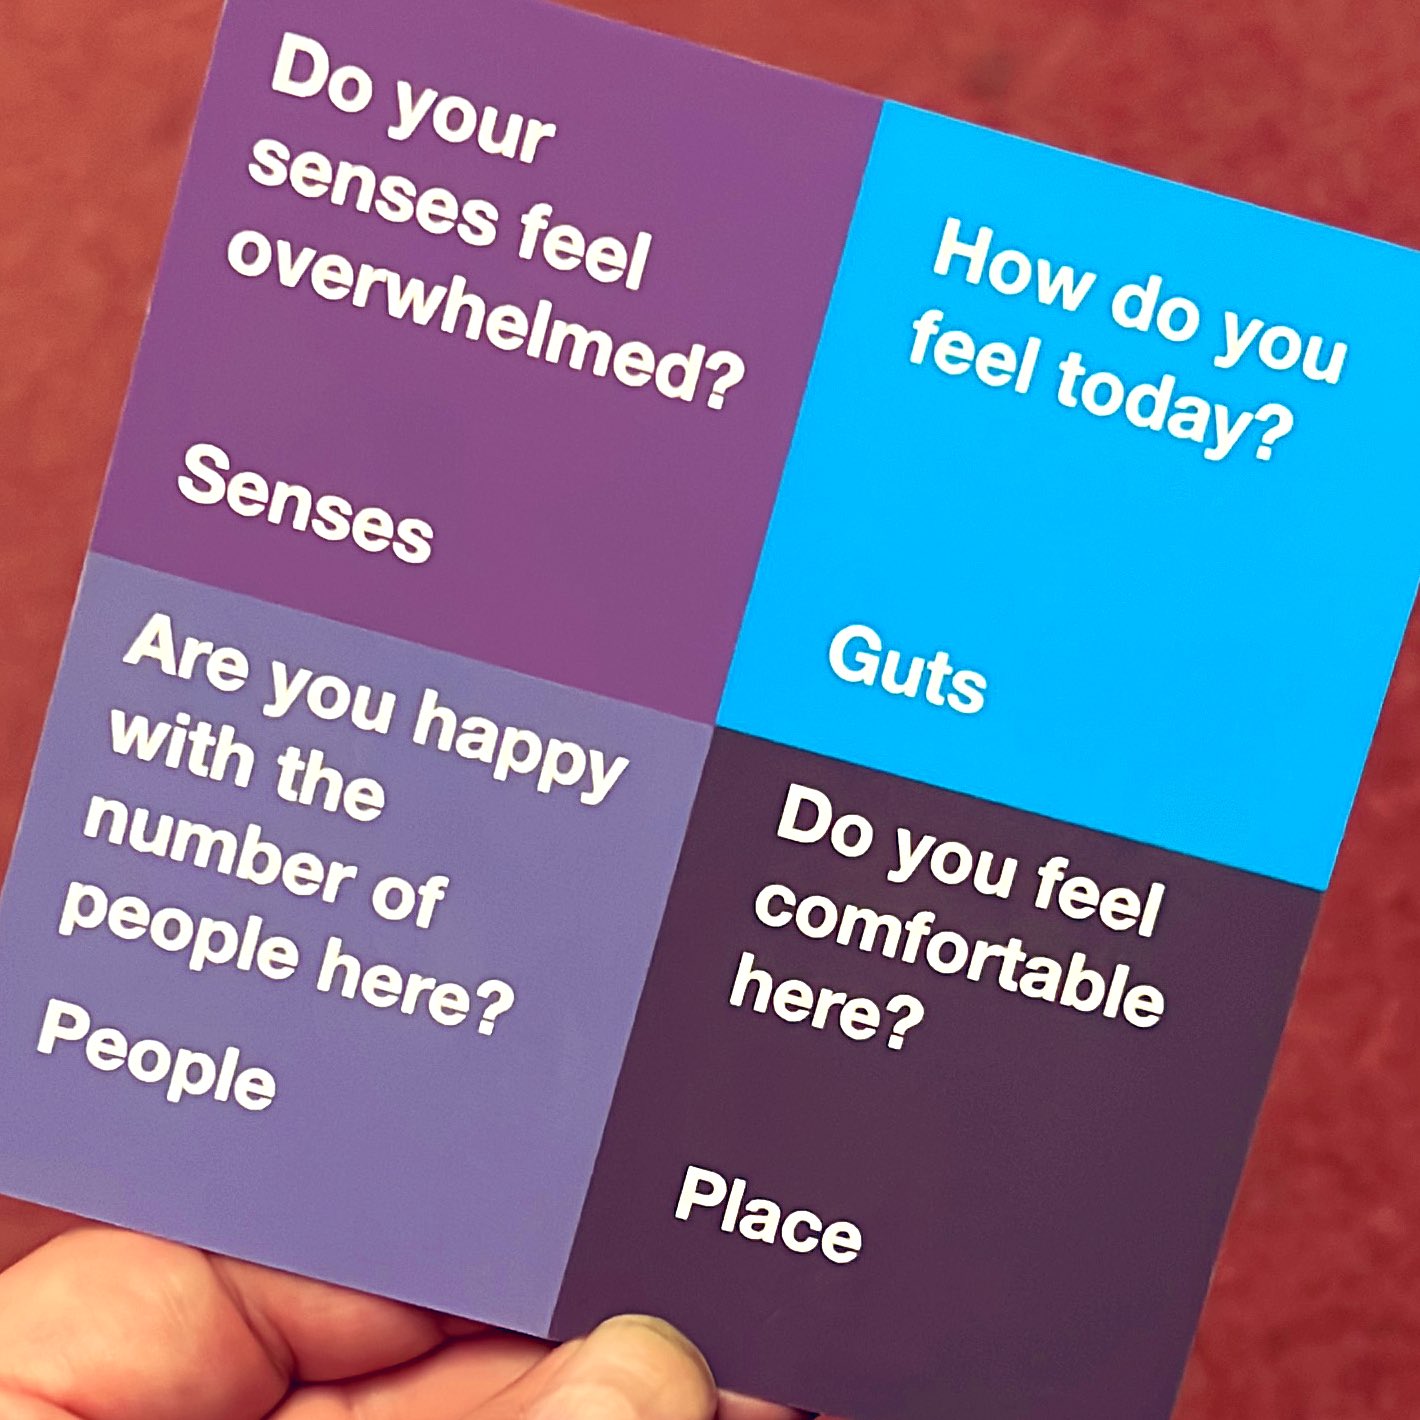 Do your
senses feel
overwhelmed?
Senses
How do you
feel today?
Guts
Are you happy
with the
number of
people here?
People
Do you feel
comfortable
here?
Place